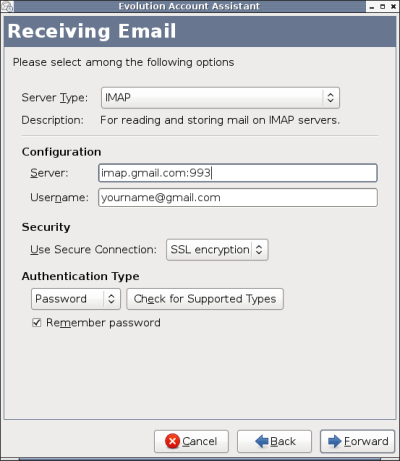 Evolution Account Assistant
Receiving Email
Please select among the following options
Server Type: IMAP
Description: For reading and storing mail on IMAP servers.
Configuration
Server: imap.gmail.com:993
Username: yourname@gmail.com
Security
Use Secure Connection: SSL encryption
Authentication Type
Password Check for Supported Types
Remember password
Cancel Back Forward